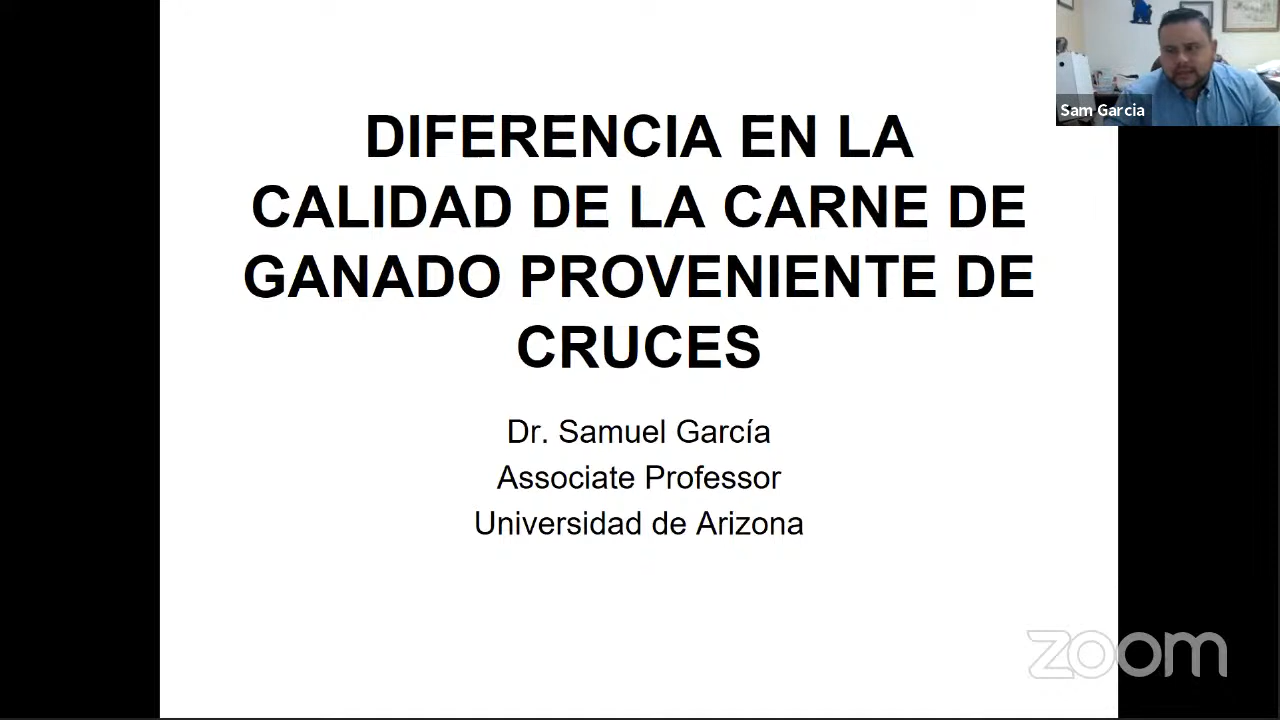 Sam Garcia
DIFERENCIA EN LA
CALIDAD DE LA CARNE DE
GANADO PROVENIENTE DE
CRUCES
Dr. Samuel García
Associate Professor
Universidad de Arizona
zoom